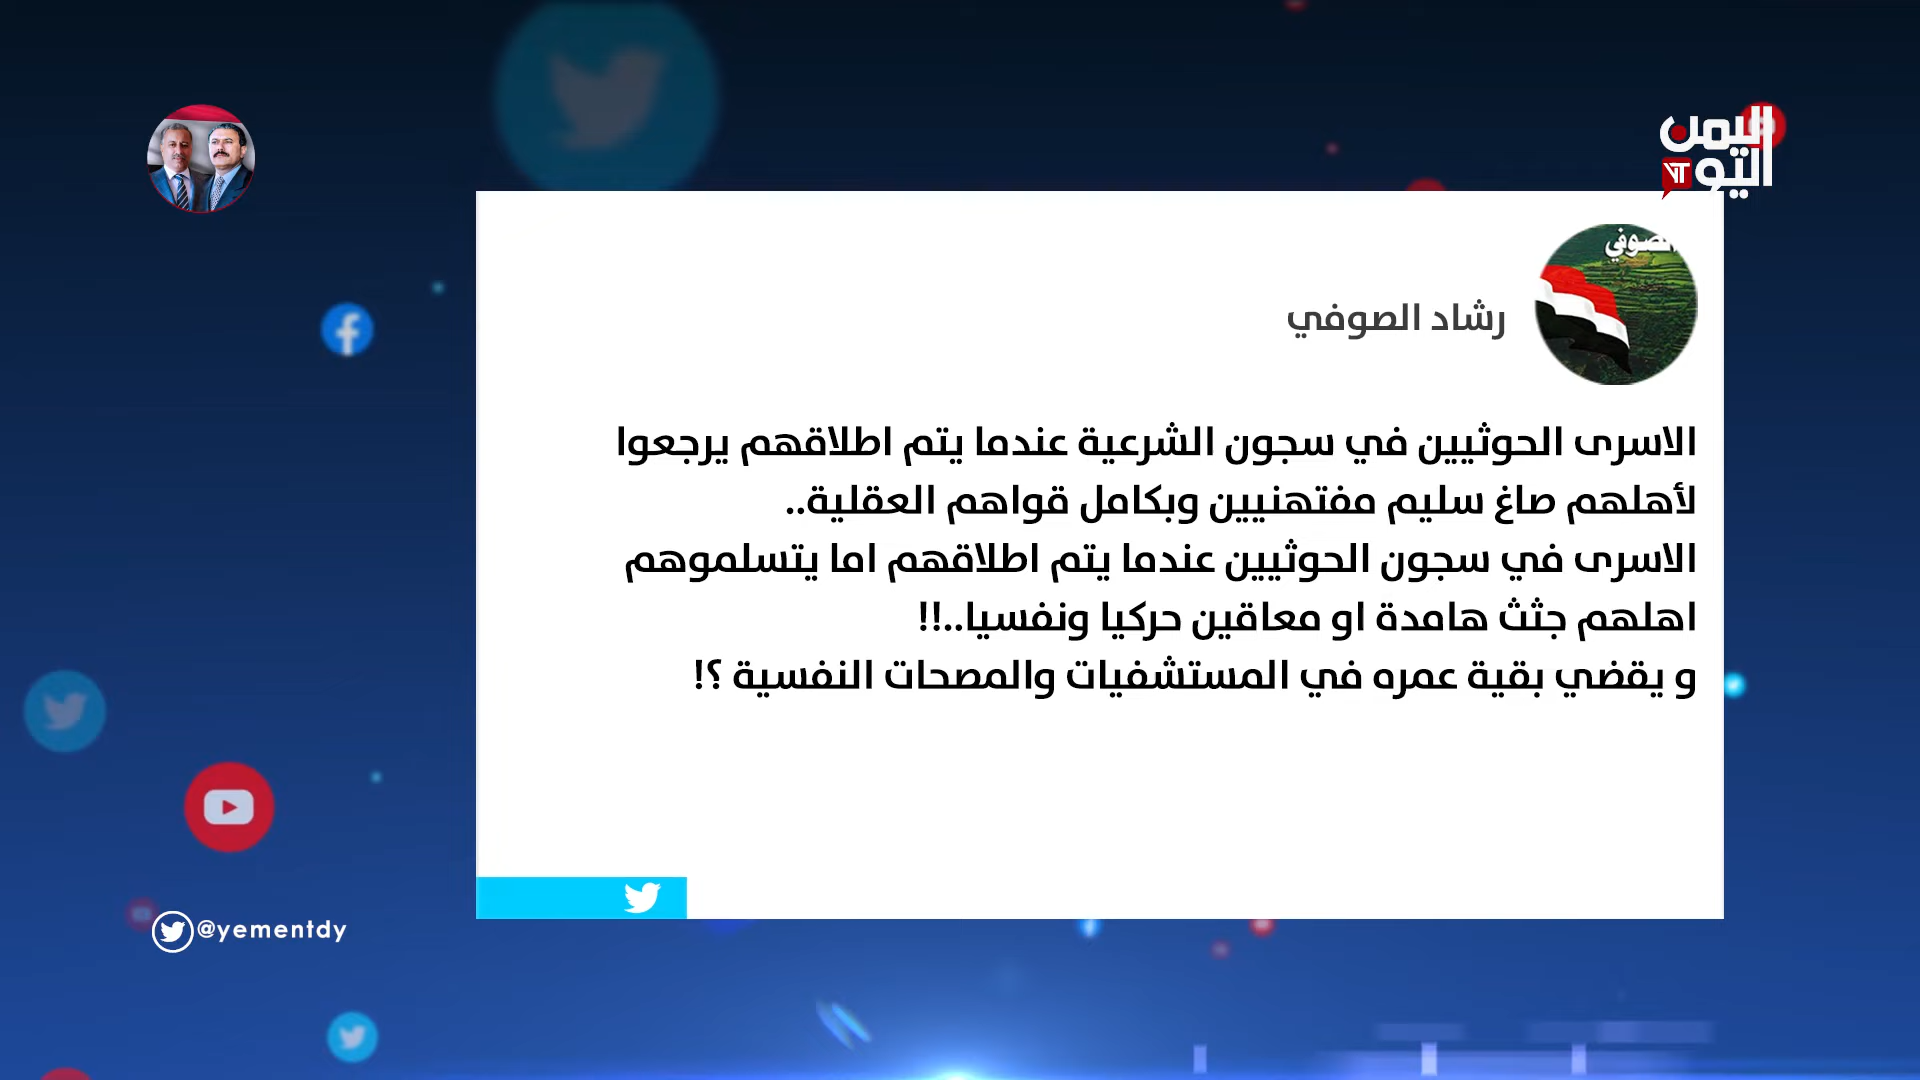 اليمن
اليوم
YT
الصوفي
رشاد الصوفي
الاسرى الحوثيين في سجون الشرعية عندما يتم اطلاقهم يرجعوا
لأهلهم صاغ سليم مفتهنيين وبكامل قواهم العقلية..
الاسرى في سجون الحوثيين عندما يتم اطلاقهم اما يتسلموهم
اهلهم جثث هامدة او معاقين حركيا ونفسيا..!!
و يقضي بقية عمره في المستشفيات والمصحات النفسية ؟!
@yementdy